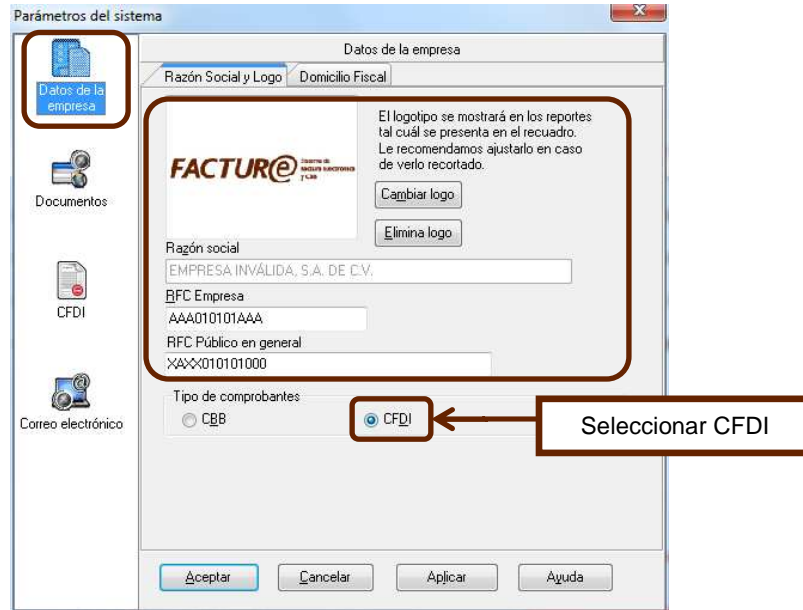 Parámetros del sistema
Datos de la empresa
Datos de la
empresa
Documentos
CFDI
Correo electrónico
Razón Social y Logo
Domicilio Fiscal
FACTUR@
El logotipo se mostrará en los reportes
tal cuál se presenta en el recuadro.
Le recomendamos ajustarlo en caso
de verlo recortado.
Cambiar logo
Elimina logo
Razón social
EMPRESA INVÁLIDA, S.A. DE C.V.
RFC Empresa
AAA010101AAA
RFC Público en general
XAXX010101000
Tipo de comprobantes
CBB
CFDI
Seleccionar CFDI
Aceptar
Cancelar
Aplicar
Ayuda